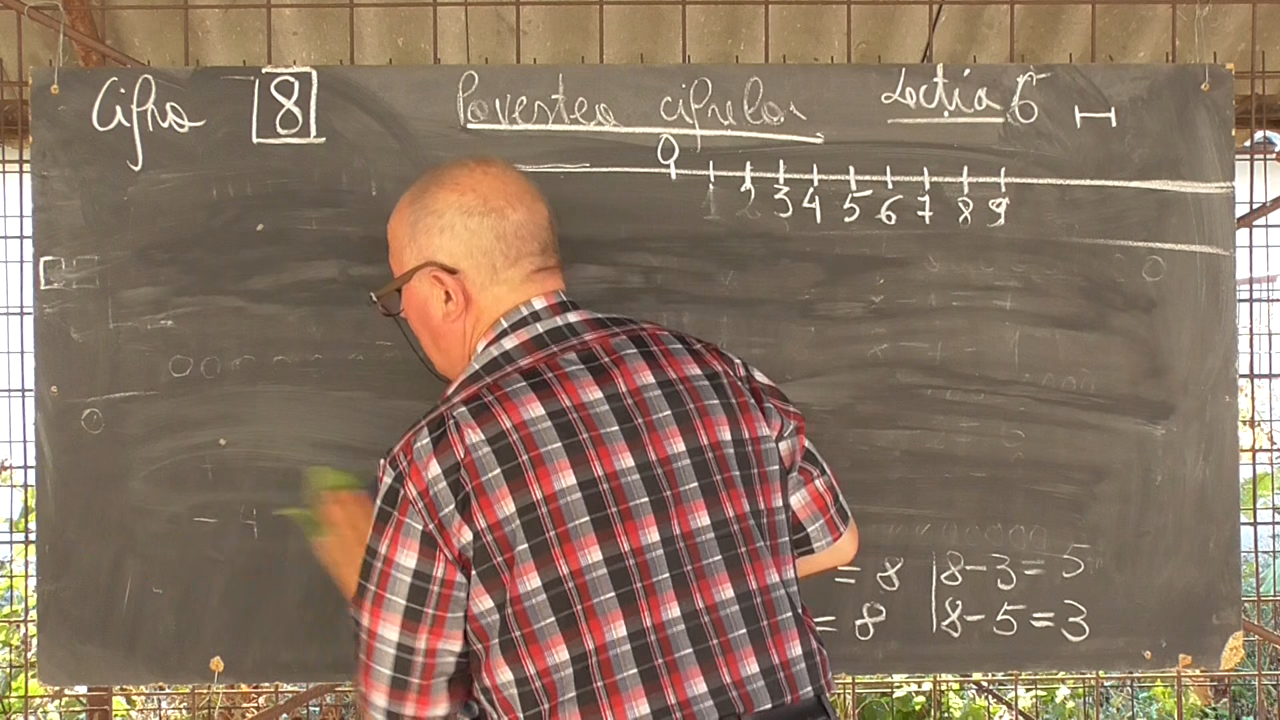 Cifra 8 Povestea cifrelor Lecția 6
0
1 2 3 4 5 6 7 8 9
- 4
= 8 | 8-3=5
= 8 | 8-5=3